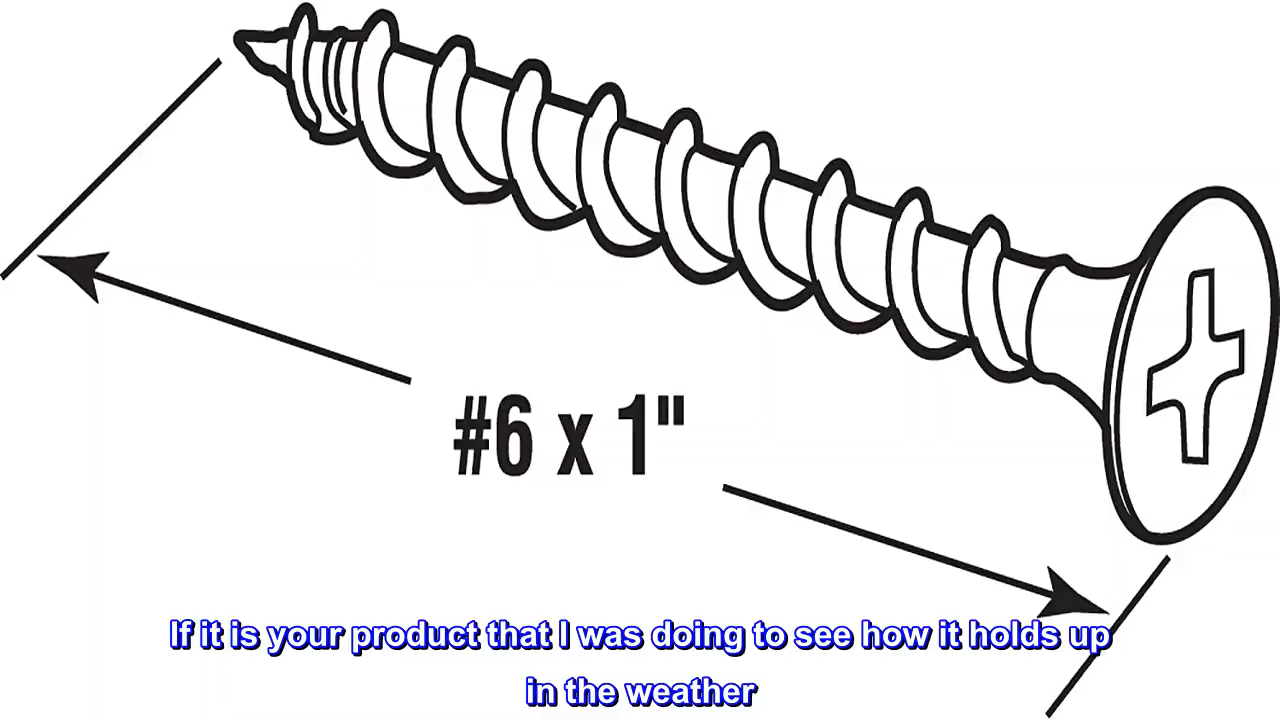 #6 x 1"
If it is your product that I was doing to see how it holds up
in the weather